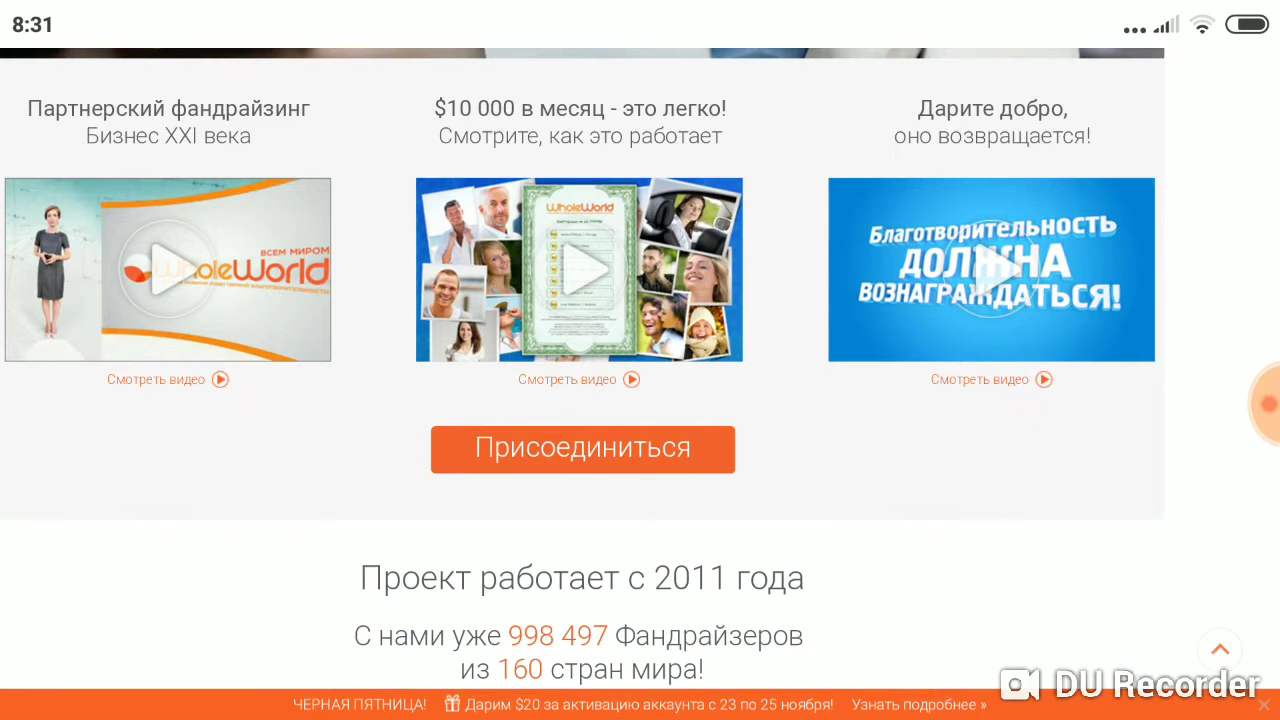 8:31
Партнерский фандрайзинг
Бизнес XXI века
$10 000 в месяц - это легко!
Смотрите, как это работает
Дарите добро,
оно возвращается!
ВСЕМ МИРОМ
WholeWorld
WholeWorld
Благотворительность
ДОЛЖНА
ВОЗНАГРАЖДАТЬСЯ!
Смотреть видео
Смотреть видео
Смотреть видео
Присоединиться
Проект работает с 2011 года
С нами уже 998 497 Фандрайзеров
из 160 стран мира!
DU Recorder
ЧЕРНАЯ ПЯТНИЦА! Дарим $20 за активацию аккаунта с 23 по 25 ноября! Узнать подробнее »